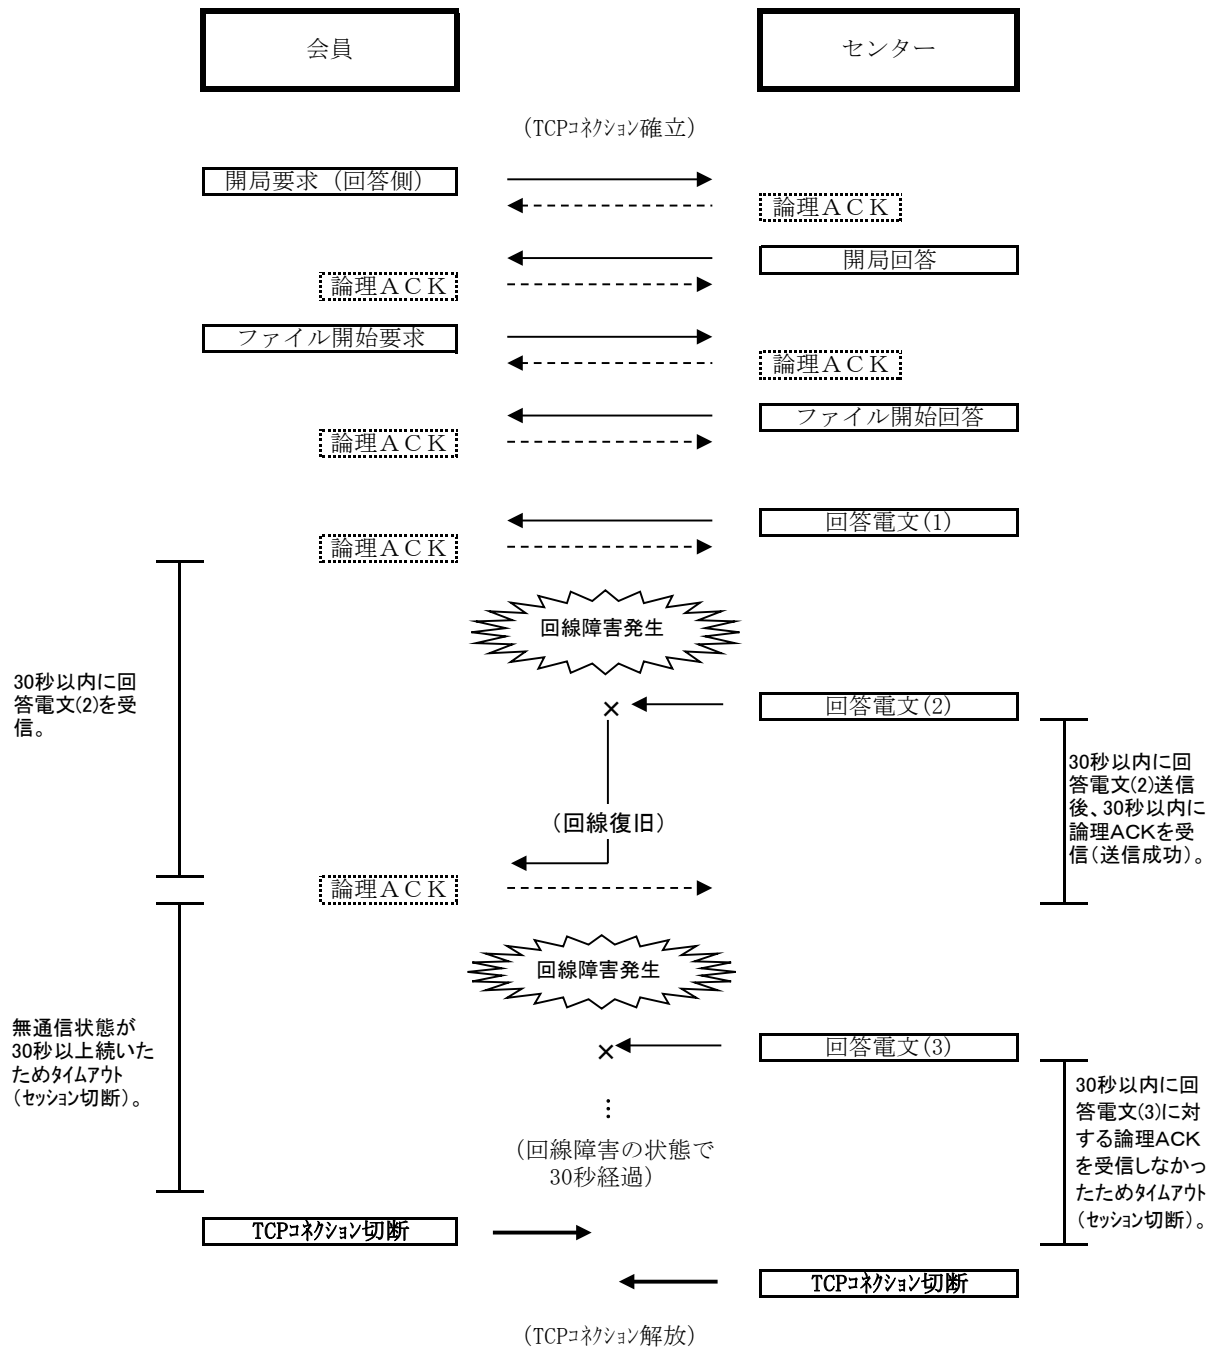 会員
センター
（TCPｺﾈｸｼｮﾝ確立）
開局要求（回答側）
論理ＡＣＫ
開局回答
論理ＡＣＫ
ファイル開始要求
論理ＡＣＫ
ファイル開始回答
論理ＡＣＫ
回答電文(1)
論理ＡＣＫ
回線障害発生
30秒以内に回
答電文(2)を受
信。
×
回答電文(2)
30秒以内に回
答電文(2)送信
後、30秒以内に
論理ACKを受
信（送信成功）。
（回線復旧）
論理ＡＣＫ
回線障害発生
無通信状態が
30秒以上続いた
ためﾀｲﾑｱｳﾄ
（ｾｯｼｮﾝ切断）。
×
回答電文(3)
30秒以内に回
答電文(3)に対
する論理ACK
を受信しなかっ
たためﾀｲﾑｱｳﾄ
（ｾｯｼｮﾝ切断）。
⋮
（回線障害の状態で
30秒経過）
TCPｺﾈｸｼｮﾝ切断
TCPｺﾈｸｼｮﾝ切断
（TCPｺﾈｸｼｮﾝ解放）